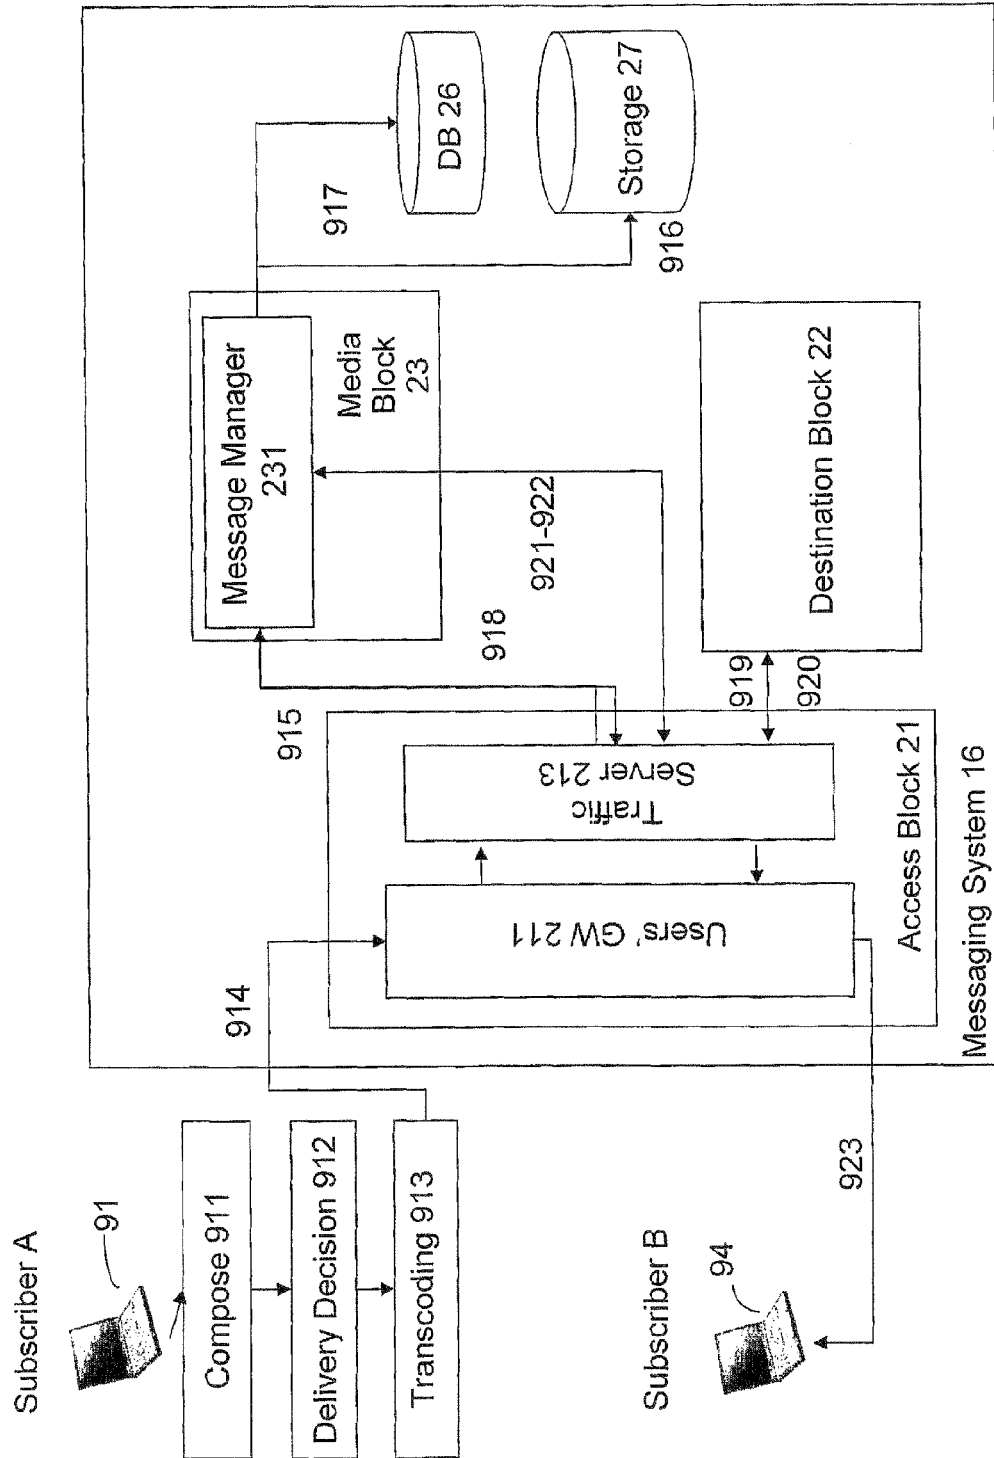 Subscriber A
91
Compose 911
Delivery Decision 912
Transcoding 913
914
Subscriber B
94
923
Messaging System 16
Access Block 21
Users' GW 211
Traffic
Server 213
915
918
919
920
921-922
Message Manager
231
Media
Block
23
Destination Block 22
917
916
DB 26
Storage 27